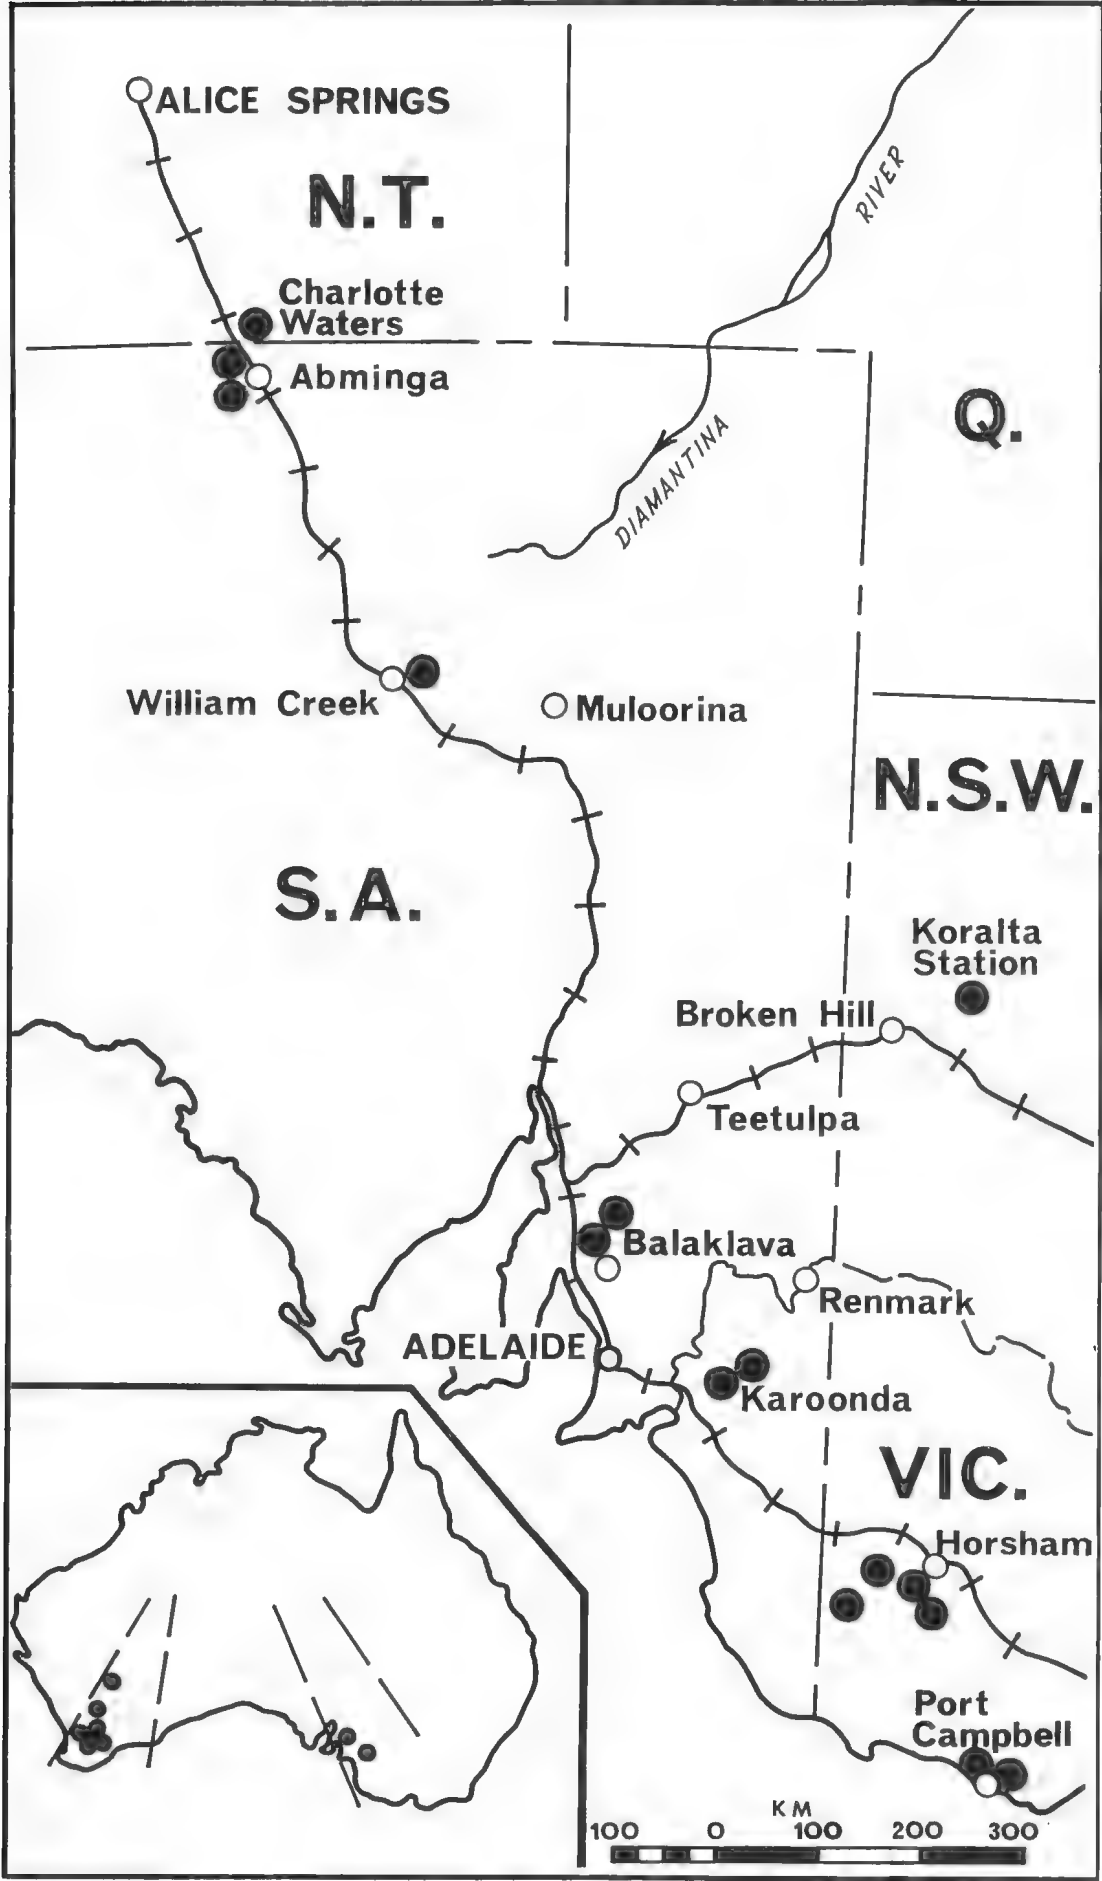 ALICE SPRINGS
N.T.
RIVER
Charlotte
Waters
Abminga
Q.
DIAMANTINA
William Creek
Muloorina
N.S.W.
S.A.
Koralta
Station
Broken Hill
Teetulpa
Balaklava
Renmark
ADELAIDE
Karoonda
VIC.
Horsham
Port
Campbell
KM
100 0 100 200 300